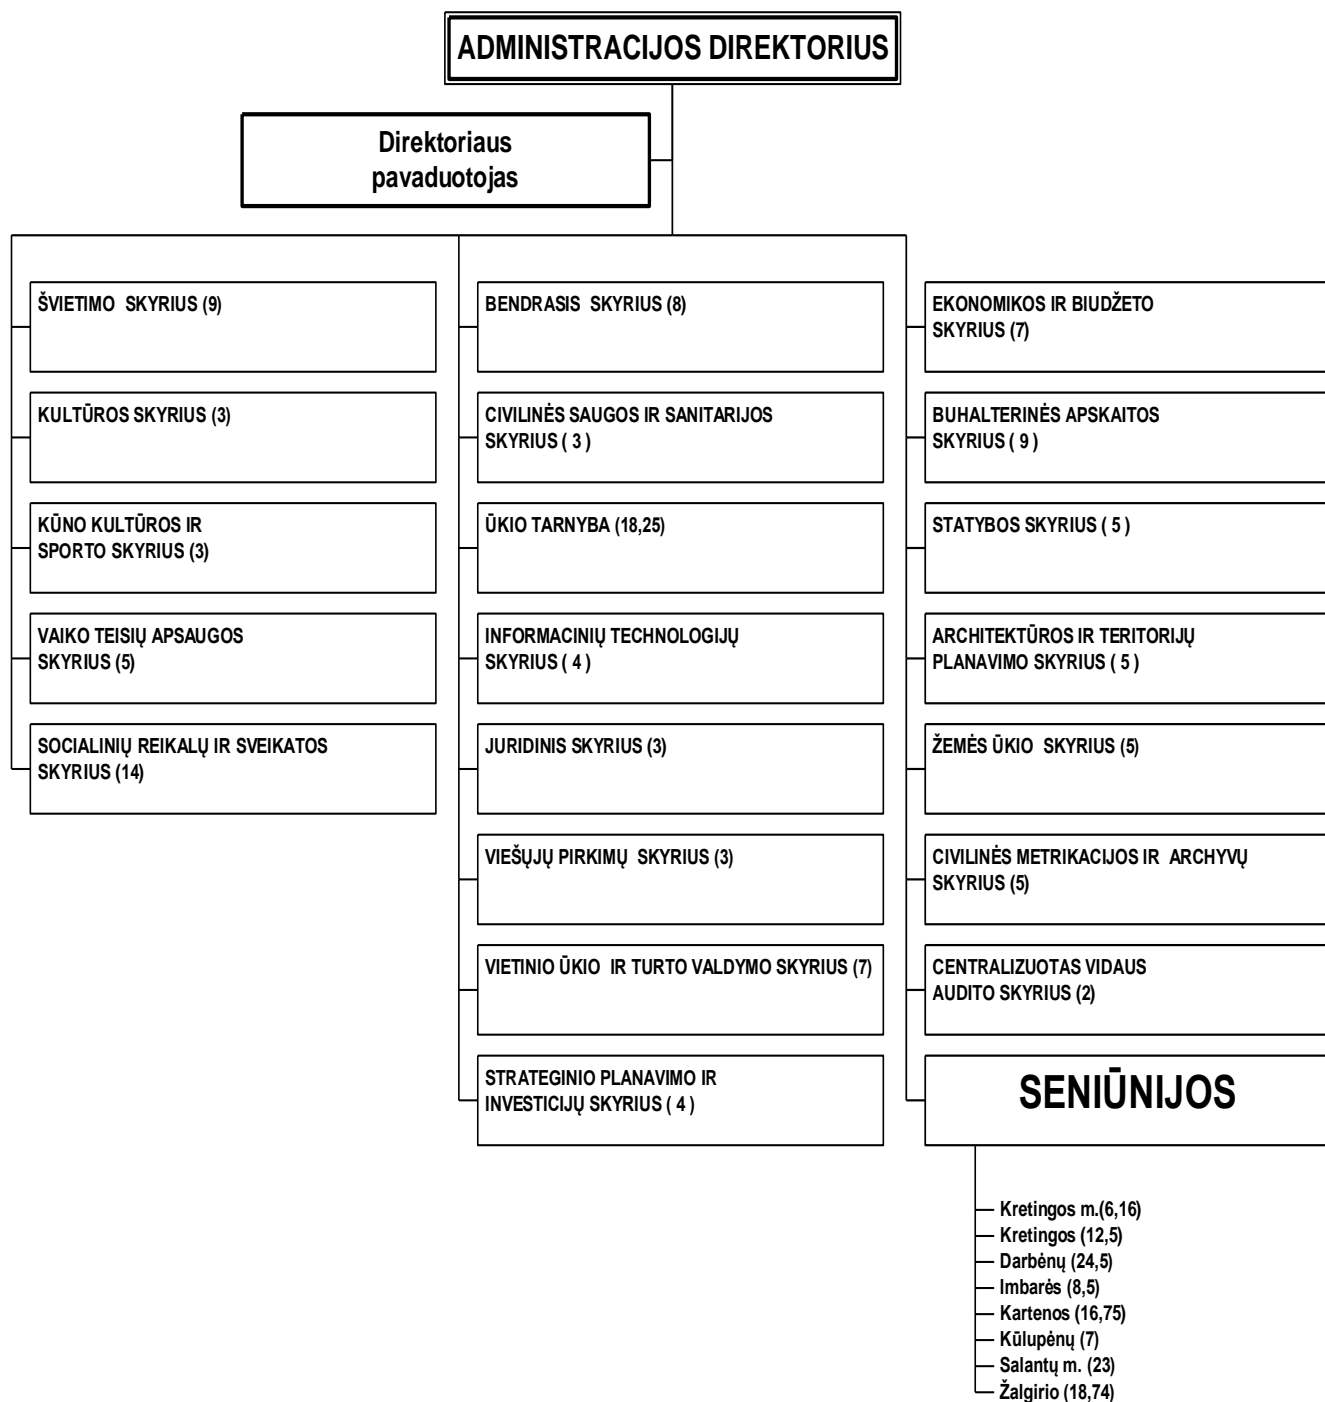 ADMINISTRACIJOS DIREKTORIUS
Direktoriaus
pavaduotojas
ŠVIETIMO SKYRIUS (9)
KULTŪROS SKYRIUS (3)
KŪNO KULTŪROS IR
SPORTO SKYRIUS (3)
VAIKO TEISIŲ APSAUGOS
SKYRIUS (5)
SOCIALINIŲ REIKALŲ IR SVEIKATOS
SKYRIUS (14)
BENDRASIS SKYRIUS (8)
CIVILINĖS SAUGOS IR SANITARIJOS
SKYRIUS ( 3 )
ŪKIO TARNYBA (18,25)
INFORMACINIŲ TECHNOLOGIJŲ
SKYRIUS ( 4 )
JURIDINIS SKYRIUS (3)
VIEŠŲJŲ PIRKIMŲ SKYRIUS (3)
VIETINIO ŪKIO IR TURTO VALDYMO SKYRIUS (7)
STRATEGINIO PLANAVIMO IR
INVESTICIJŲ SKYRIUS ( 4 )
EKONOMIKOS IR BIUDŽETO
SKYRIUS (7)
BUHALTERINĖS APSKAITOS
SKYRIUS ( 9 )
STATYBOS SKYRIUS ( 5 )
ARCHITEKTŪROS IR TERITORIJŲ
PLANAVIMO SKYRIUS ( 5 )
ŽEMĖS ŪKIO SKYRIUS (5)
CIVILINĖS METRIKACIJOS IR ARCHYVŲ
SKYRIUS (5)
CENTRALIZUOTAS VIDAUS
AUDITO SKYRIUS (2)
SENIŪNIJOS
Kretingos m.(6,16)
Kretingos (12,5)
Darbėnų (24,5)
Imbarės (8,5)
Kartenos (16,75)
Kūlupėnų (7)
Salantų m. (23)
Žalgirio (18,74)